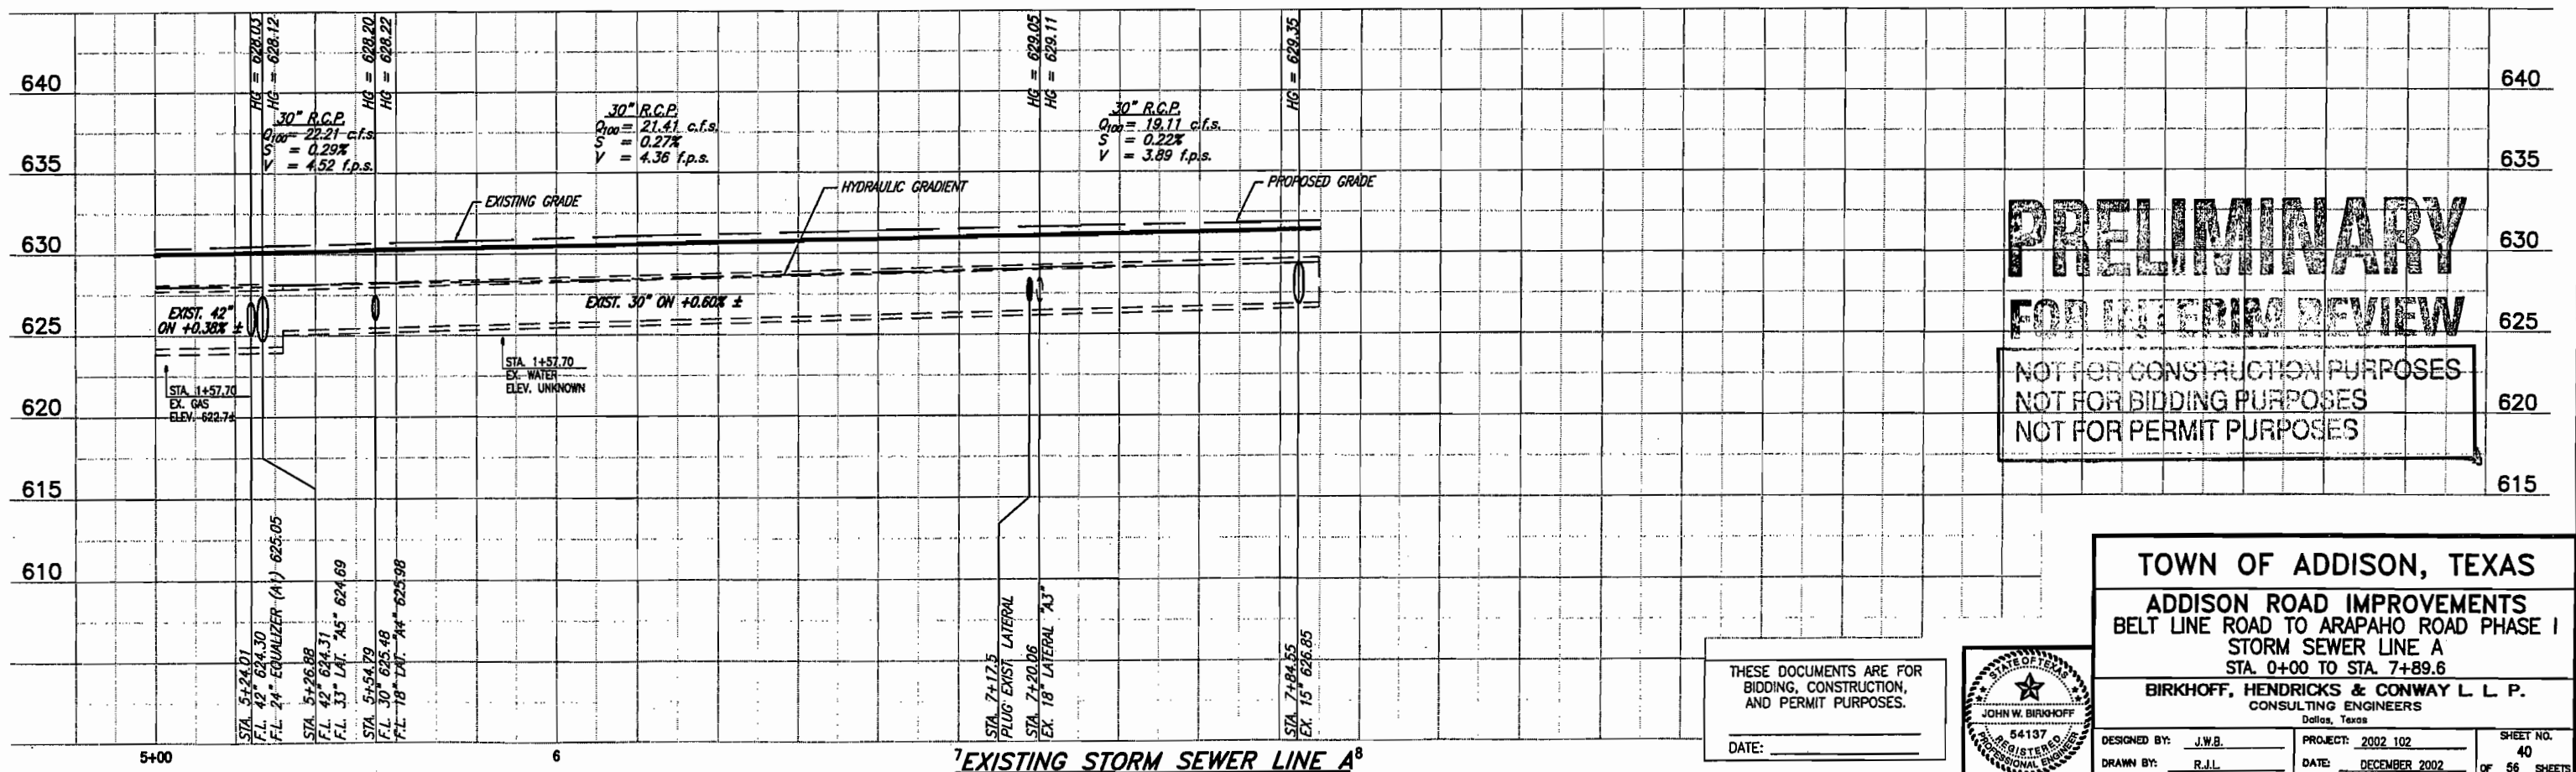 HG = 628.03
HG = 628.12
HG = 628.20
HG = 628.22
HG = 629.05
HG = 629.11
HG = 629.35
640
635
630
625
620
615
610
30" R.C.P.
Q100 = 22.21 c.f.s.
S = 0.29%
V = 4.52 f.p.s.
30" R.C.P.
Q100 = 21.41 c.f.s.
S = 0.27%
V = 4.36 f.p.s.
30" R.C.P.
Q100 = 19.11 c.f.s.
S = 0.22%
V = 3.89 f.p.s.
EXISTING GRADE
HYDRAULIC GRADIENT
PROPOSED GRADE
EXIST. 42"
ON +0.38% ±
EXIST. 30" ON +0.60% ±
STA. 1+57.70
EX. GAS
ELEV. 622.7±
STA. 1+57.70
EX. WATER
ELEV. UNKNOWN
STA. 5+24.01
F.L. 42" 624.30
F.L. 24" EQUALIZER (A1) 625.05
STA. 5+26.88
F.L. 42" 624.31
F.L. 33" LAT. "A5" 624.69
STA. 5+54.79
F.L. 30" 625.48
F.L. 18" LAT. "A4" 625.98
STA. 7+17.5
PLUG EXIST. LATERAL
STA. 7+20.06
EX. 18" LATERAL "A3"
STA. 7+84.55
EX. 15" 626.85
5+00
6
7
8
EXISTING STORM SEWER LINE A
640
635
630
625
620
615
PRELIMINARY
FOR INTERIM REVIEW
NOT FOR CONSTRUCTION PURPOSES
NOT FOR BIDDING PURPOSES
NOT FOR PERMIT PURPOSES
THESE DOCUMENTS ARE FOR
BIDDING, CONSTRUCTION,
AND PERMIT PURPOSES.
DATE:
STATE OF TEXAS
JOHN W. BIRKHOFF
54137
REGISTERED
PROFESSIONAL ENGINEER
TOWN OF ADDISON, TEXAS
ADDISON ROAD IMPROVEMENTS
BELT LINE ROAD TO ARAPAHO ROAD PHASE I
STORM SEWER LINE A
STA. 0+00 TO STA. 7+89.6
BIRKHOFF, HENDRICKS & CONWAY L. L. P.
CONSULTING ENGINEERS
Dallas, Texas
DESIGNED BY: J.W.B.
PROJECT: 2002 102
SHEET NO.
40
DRAWN BY: R.J.L.
DATE: DECEMBER 2002
OF 56 SHEETS